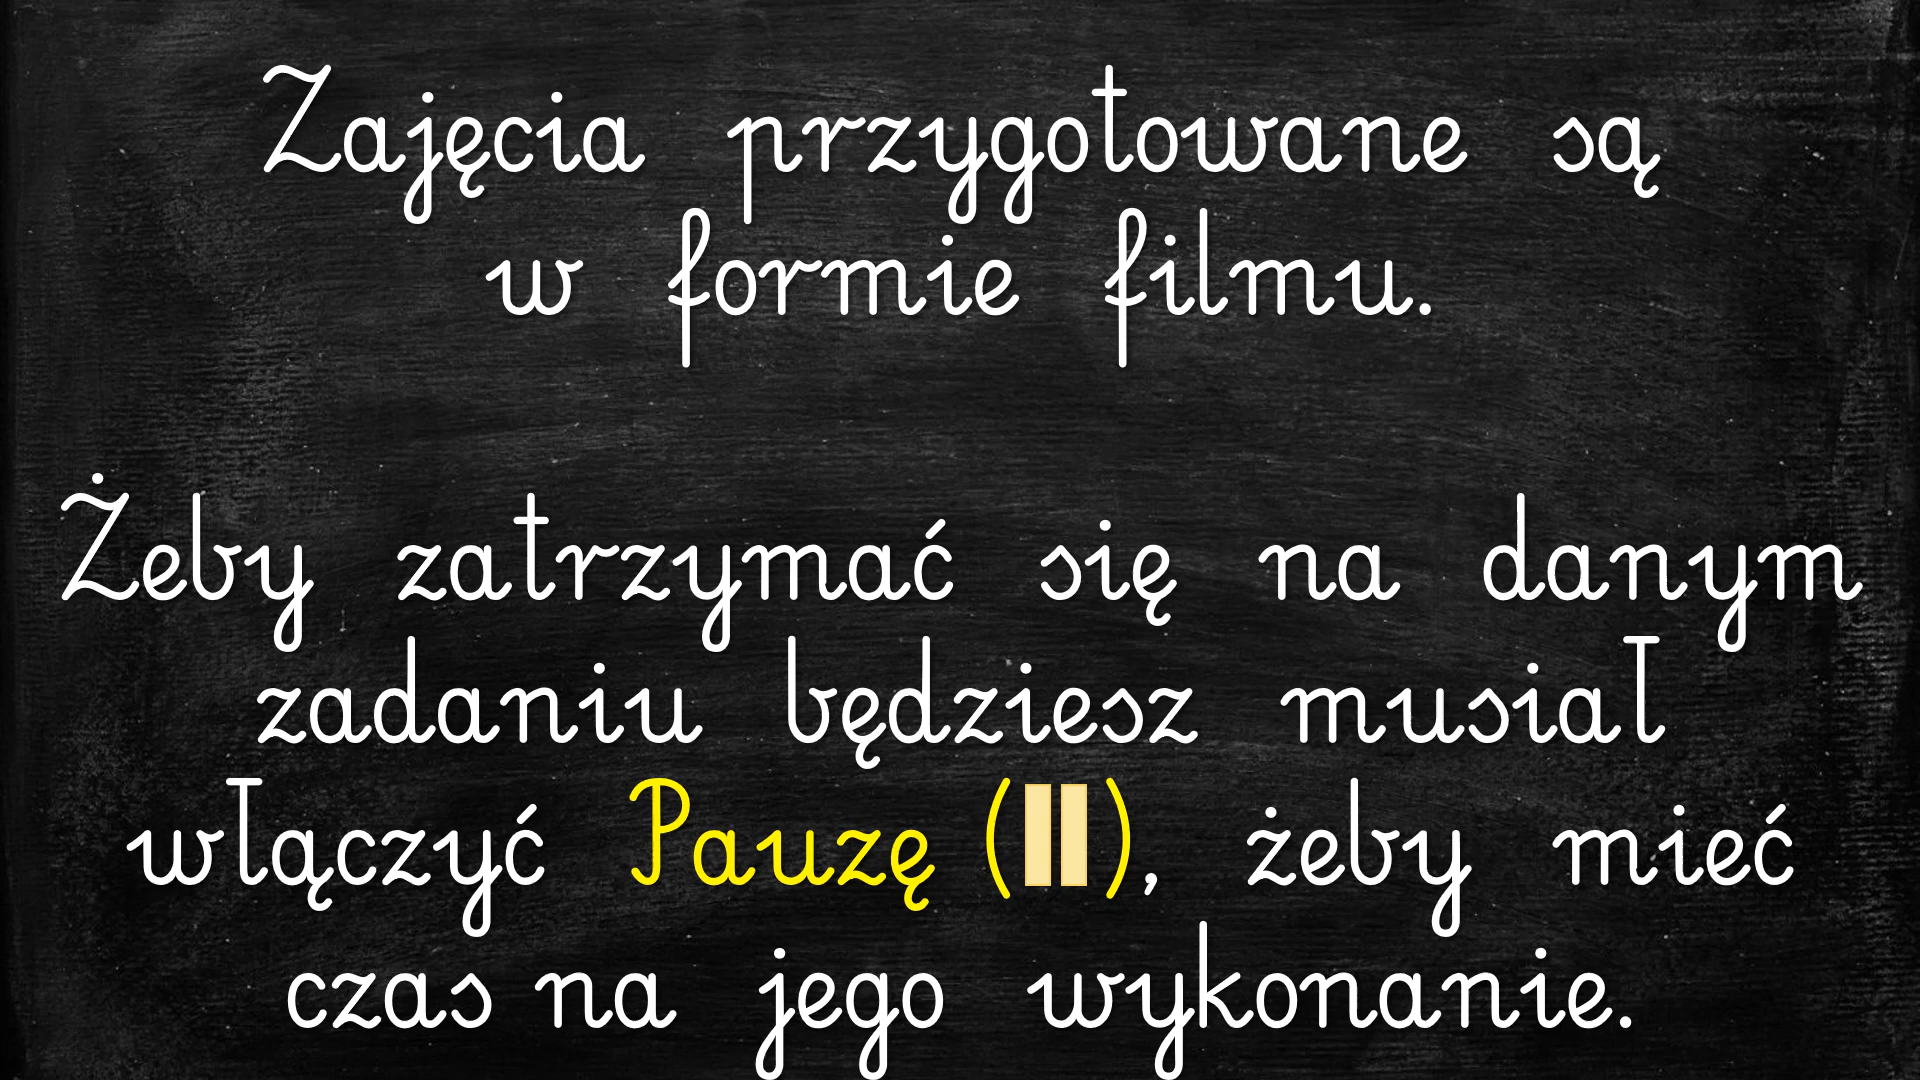 Zajęcia przygotowane są
w formie filmu.
Żeby zatrzymać się na danym
zadaniu będziesz musiał
włączyć Pauzę (II), żeby mieć
czas na jego wykonanie.